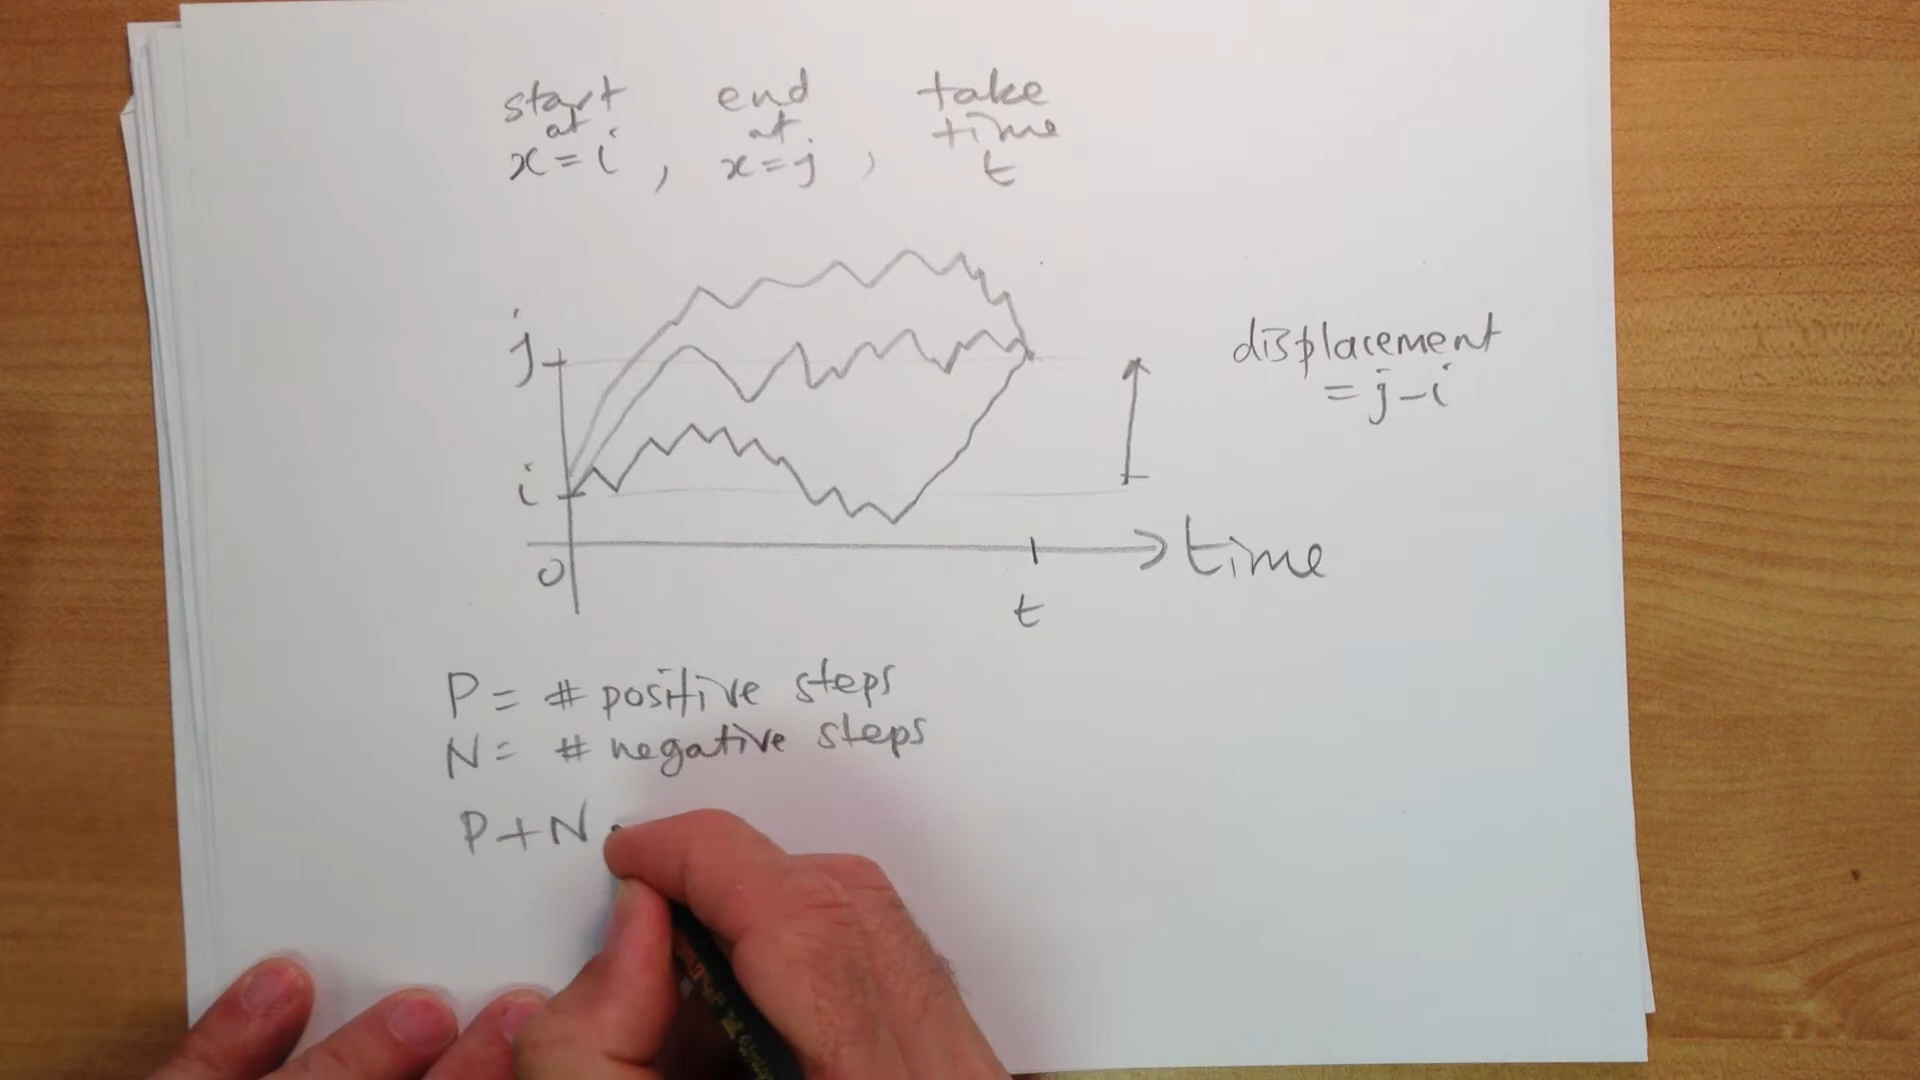 start end take
at at time
x=i , x=j , t
j
displacement
= j-i
i
0
time
t
P = # positive steps
N = # negative steps
P+N